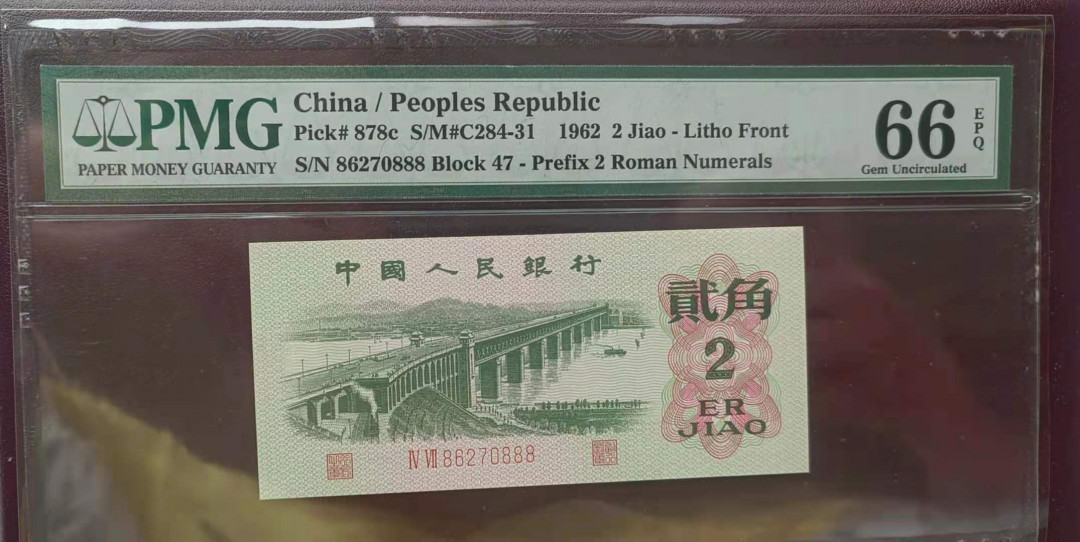 PMG
PAPER MONEY GUARANTY
China / Peoples Republic
Pick# 878c S/M#C284-31 1962 2 Jiao - Litho Front
S/N 86270888 Block 47 - Prefix 2 Roman Numerals
66
EPQ
Gem Uncirculated
中國人民銀行
貳角
2
ER
JIAO
IV VII 86270888